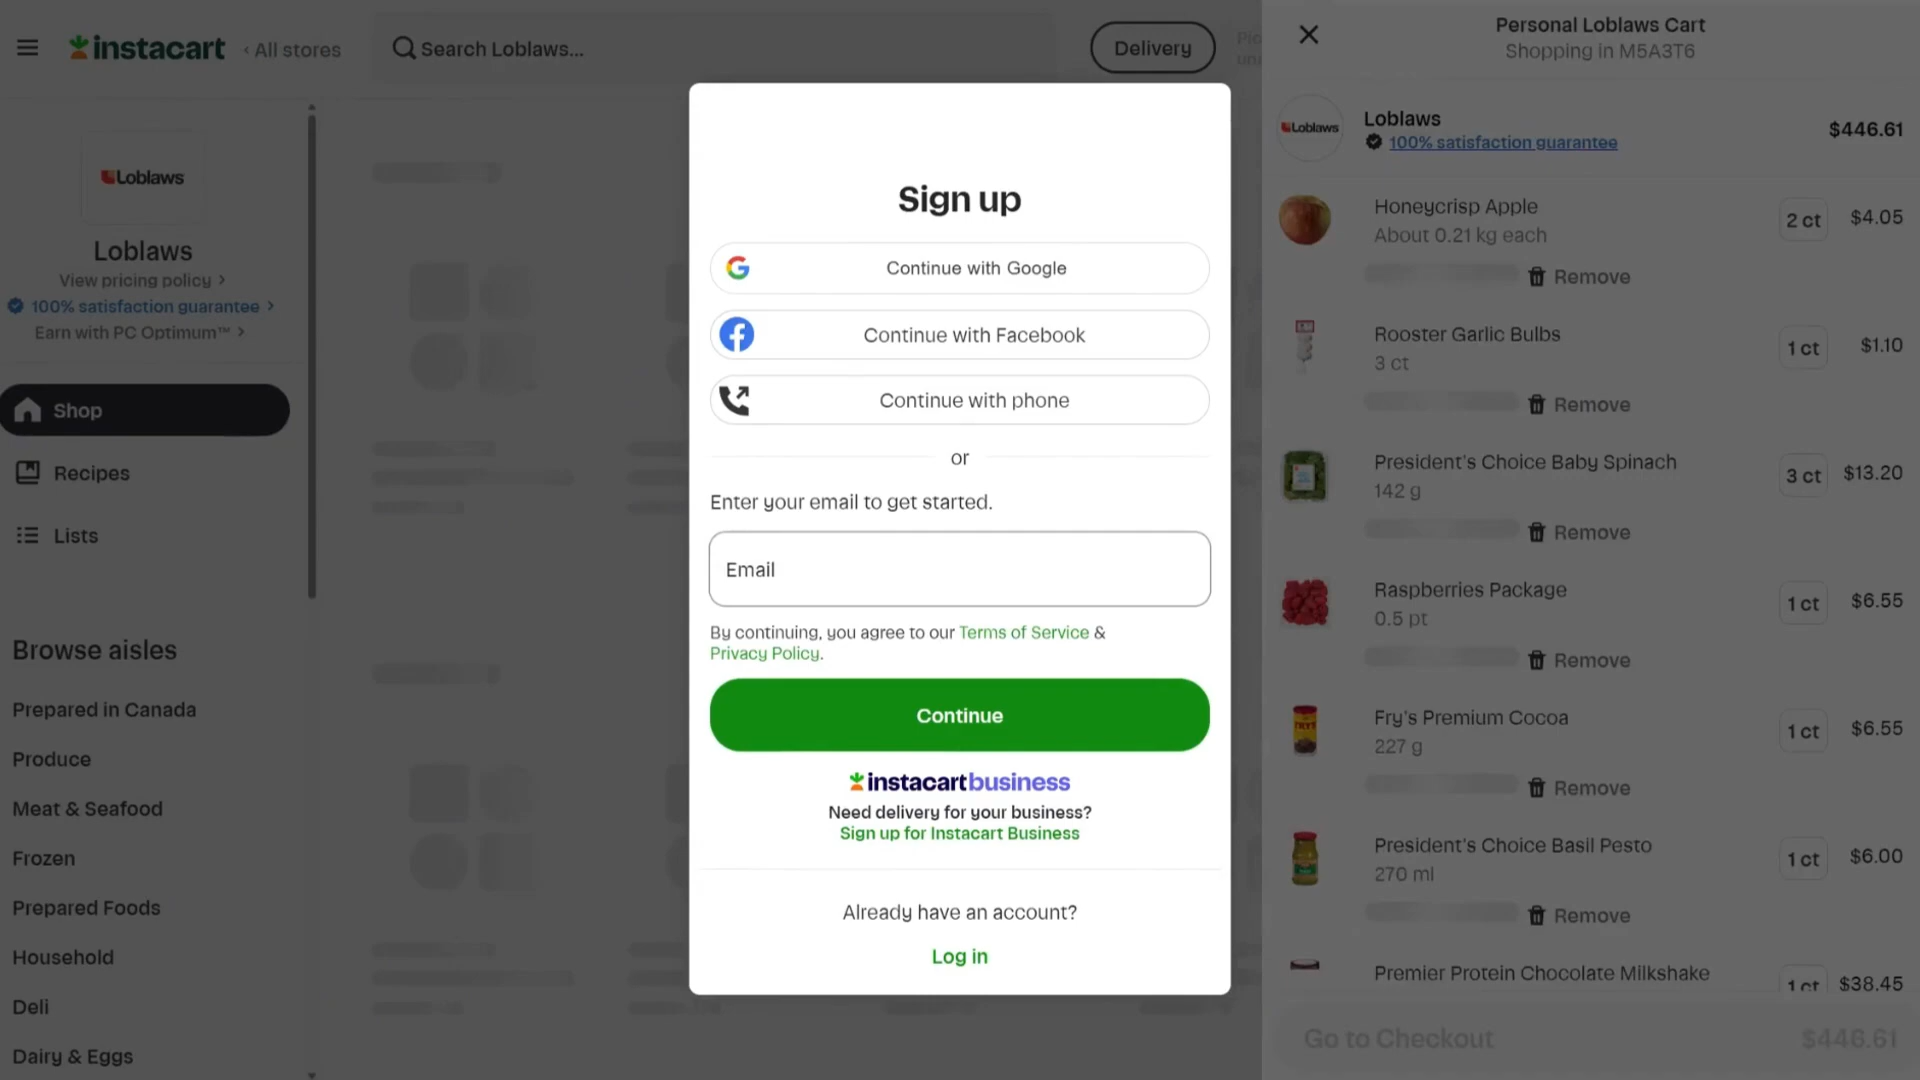 instacart
All stores
Search Loblaws...
Delivery
Loblaws
Loblaws
View pricing policy
100% satisfaction guarantee
Earn with PC Optimum™
Shop
Recipes
Lists
Browse aisles
Prepared in Canada
Produce
Meat & Seafood
Frozen
Prepared Foods
Household
Deli
Dairy & Eggs
Sign up
Continue with Google
Continue with Facebook
Continue with phone
or
Enter your email to get started.
Email
By continuing, you agree to our Terms of Service &
Privacy Policy.
Continue
instacart business
Need delivery for your business?
Sign up for Instacart Business
Already have an account?
Log in
Personal Loblaws Cart
Shopping in M5A3T6
Loblaws
Loblaws
100% satisfaction guarantee
$446.61
Honeycrisp Apple
About 0.21 kg each
2 ct
$4.05
Remove
Rooster Garlic Bulbs
3 ct
1 ct
$1.10
Remove
President's Choice Baby Spinach
142 g
3 ct
$13.20
Remove
Raspberries Package
0.5 pt
1 ct
$6.55
Remove
Fry's Premium Cocoa
227 g
1 ct
$6.55
Remove
President's Choice Basil Pesto
270 ml
1 ct
$6.00
Remove
Premier Protein Chocolate Milkshake
1 ct
$38.45
Go to Checkout
$446.61